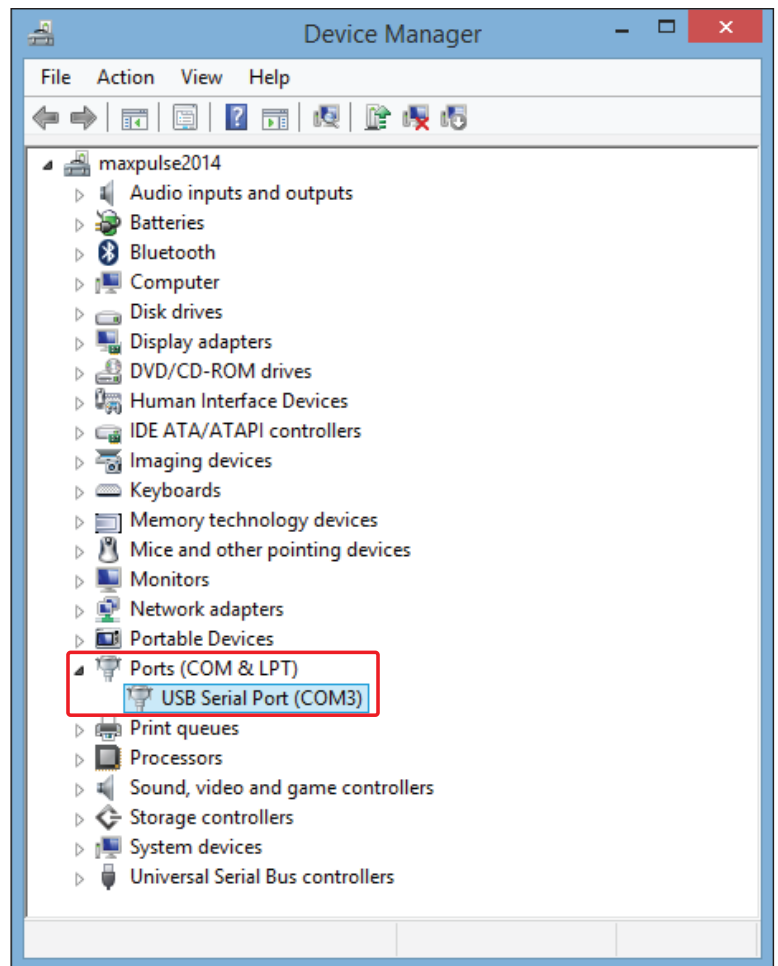 Device Manager
File Action View Help
maxpulse2014
Audio inputs and outputs
Batteries
Bluetooth
Computer
Disk drives
Display adapters
DVD/CD-ROM drives
Human Interface Devices
IDE ATA/ATAPI controllers
Imaging devices
Keyboards
Memory technology devices
Mice and other pointing devices
Monitors
Network adapters
Portable Devices
Ports (COM & LPT)
USB Serial Port (COM3)
Print queues
Processors
Sound, video and game controllers
Storage controllers
System devices
Universal Serial Bus controllers